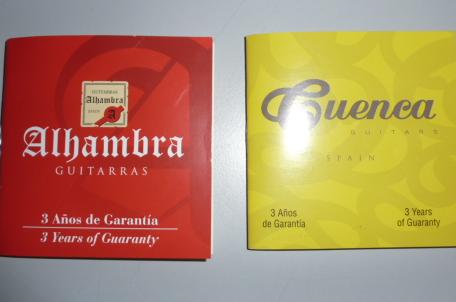 GUITARRAS
Alhambra
SPAIN
Alhambra
GUITARRAS
3 Años de Garantía
3 Years of Guaranty
Cuenca
GUITARS
SPAIN
3 Años
de Garantía
3 Years
of Guaranty